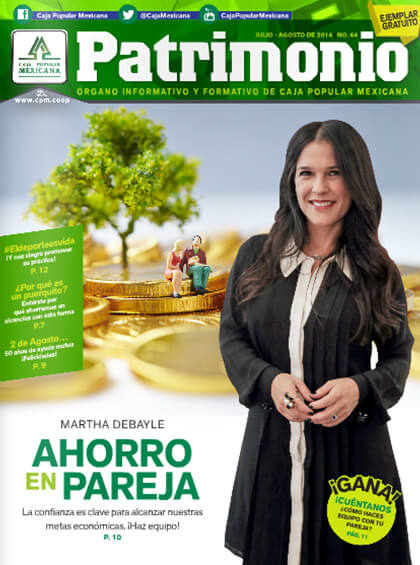 Caja Popular Mexicana
@CajaMexicana
CajaPopularMexicana
EJEMPLAR
GRATUITO
JULIO - AGOSTO DE 2014 NO. 64
CAJA POPULAR
MEXICANA
Patrimonio
www.cpm.coop
ÓRGANO INFORMATIVO Y FORMATIVO DE CAJA POPULAR MEXICANA
#Eldeporteesvida
¡Y nos alegra promover
su práctica!
P. 12
¿Por qué es
un puerquito?
Entérate por
qué ahorramos en
alcancías con esta forma
P.7
2 de Agosto...
50 años de ayuda mutua
¡Felicidades!
P. 9
MARTHA DEBAYLE
AHORRO
EN PAREJA
La confianza es clave para alcanzar nuestras
metas económicas. ¡Haz equipo!
P. 10
¡GANA!
¡CUÉNTANOS
¿CÓMO HACES
EQUIPO CON TU
PAREJA?
PÁG. 11